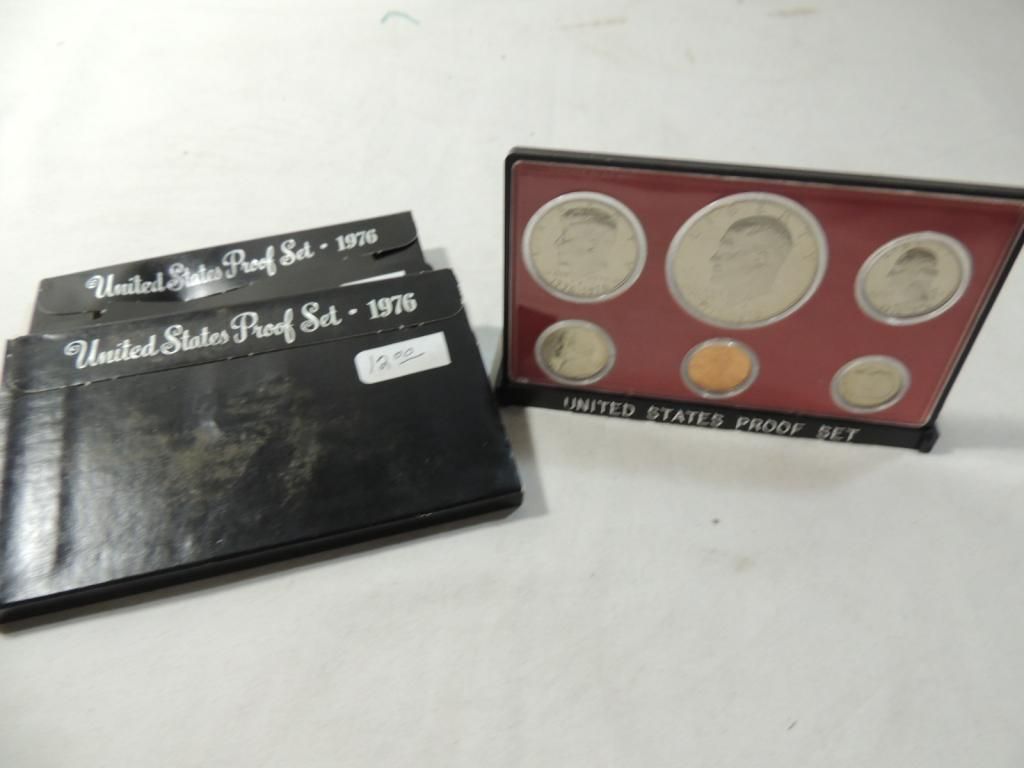 United States Proof Set - 1976
United States Proof Set - 1976
12.00
UNITED STATES PROOF SET